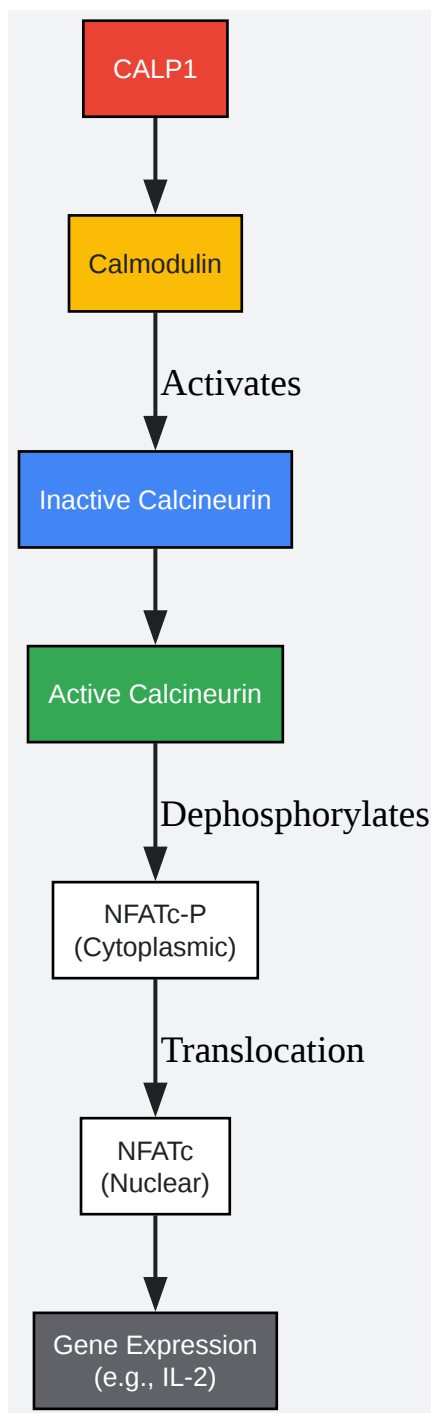 CALP1
Calmodulin
Activates
Inactive Calcineurin
Active Calcineurin
Dephosphorylates
NFATc-P
(Cytoplasmic)
Translocation
NFATc
(Nuclear)
Gene Expression
(e.g., IL-2)